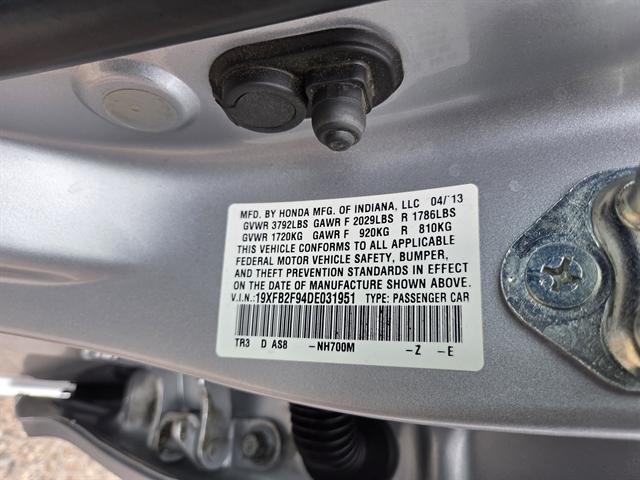 MFD. BY HONDA MFG. OF INDIANA, LLC 04/'13
GVWR 3792LBS GAWR F 2029LBS R 1786LBS
GVWR 1720KG GAWR F 920KG R 810KG
THIS VEHICLE CONFORMS TO ALL APPLICABLE
FEDERAL MOTOR VEHICLE SAFETY, BUMPER,
AND THEFT PREVENTION STANDARDS IN EFFECT
ON THE DATE OF MANUFACTURE SHOWN ABOVE.
V.I.N.:19XFB2F94DE031951 TYPE: PASSENGER CAR
TR3 D AS8 -NH700M -Z -E